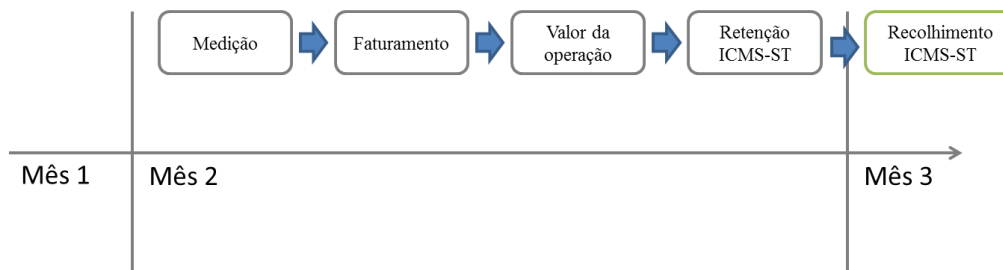 Medição
Faturamento
Valor da
operação
Retenção
ICMS-ST
Recolhimento
ICMS-ST
Mês 1
Mês 2
Mês 3